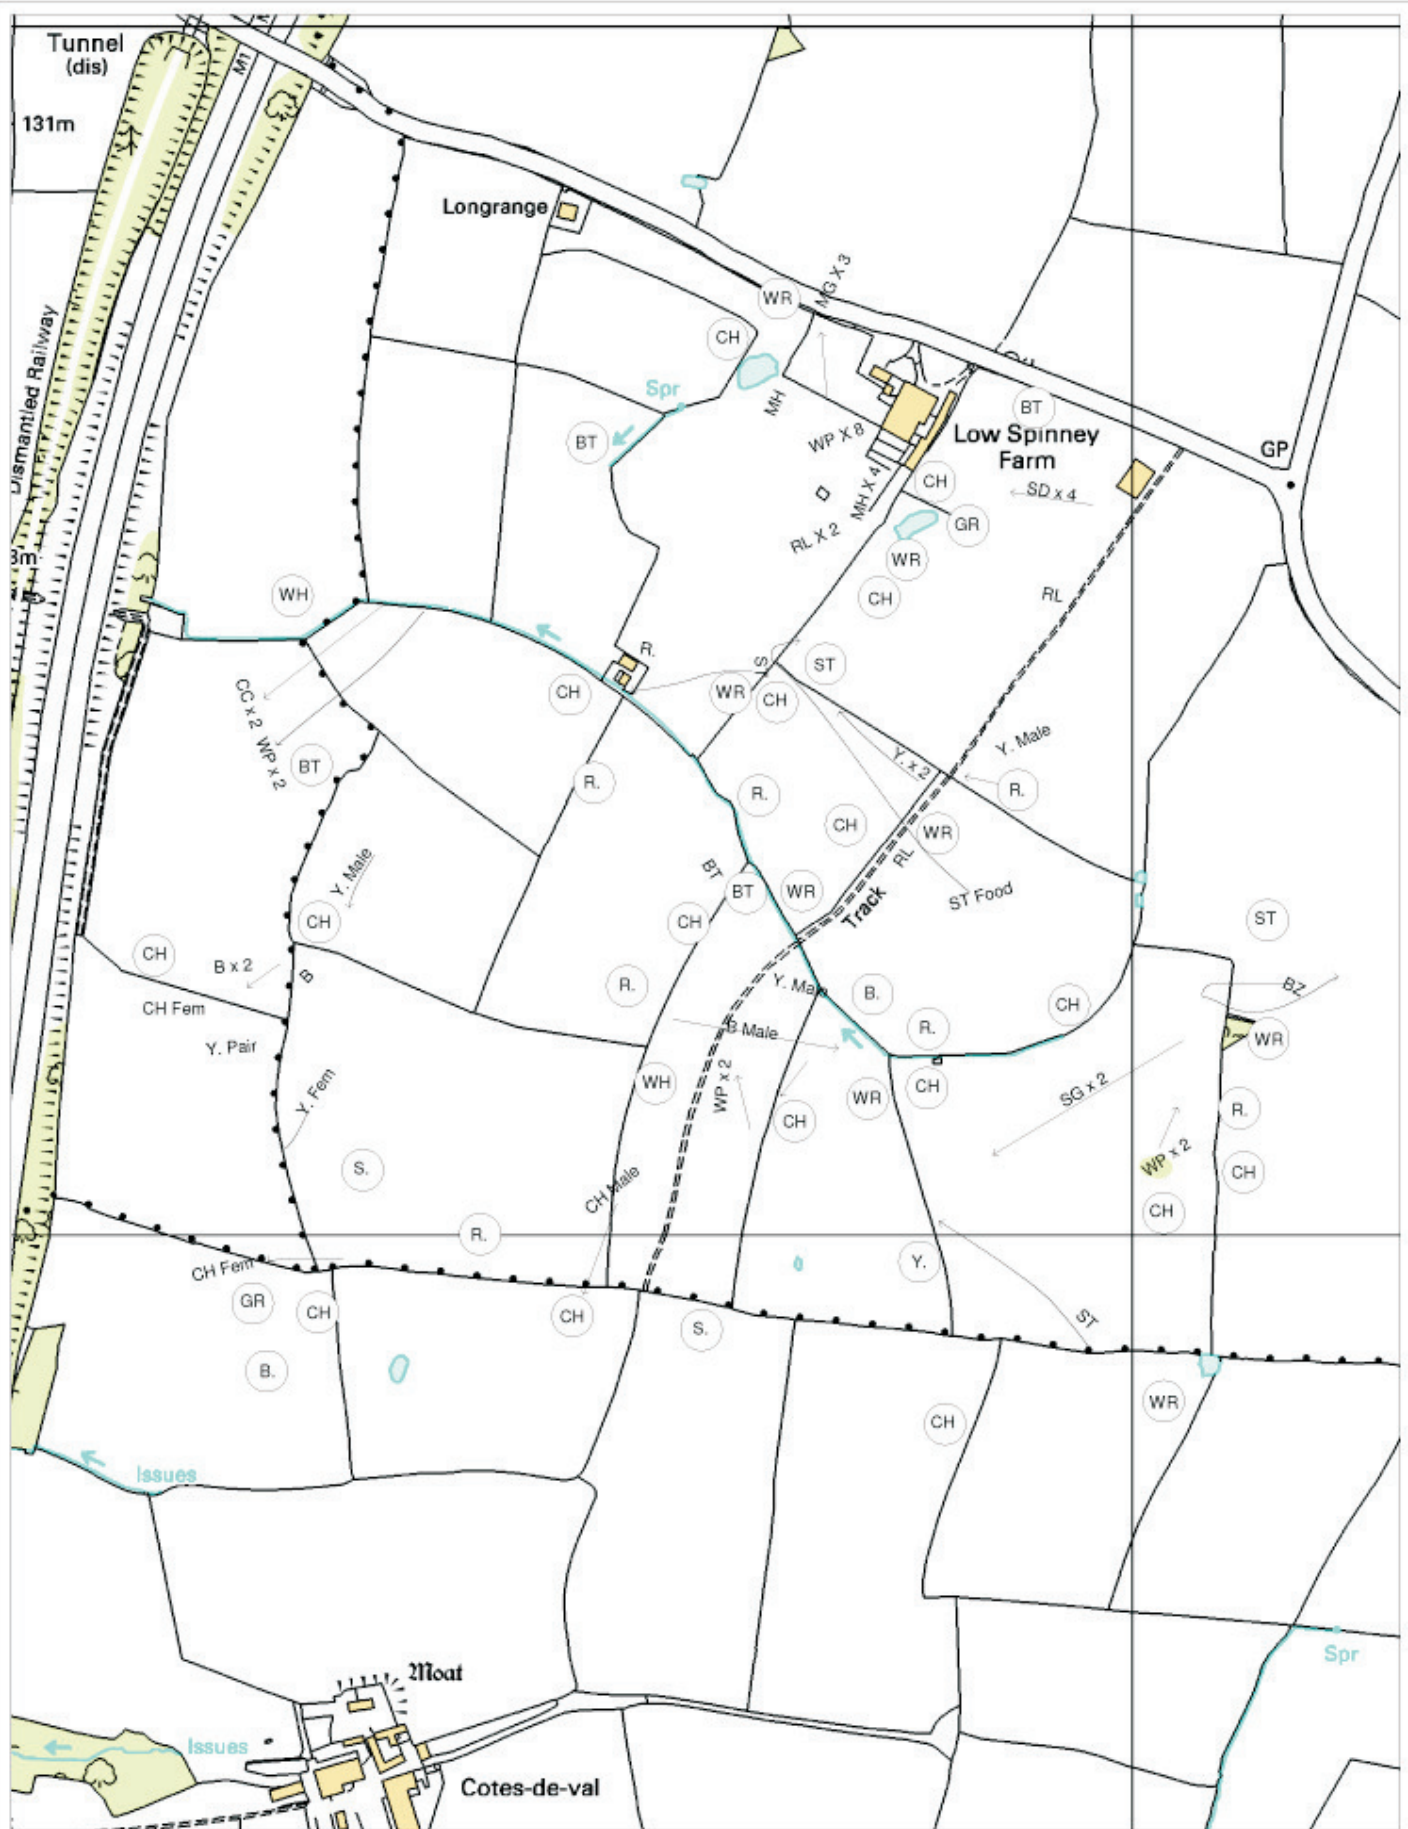 Tunnel
(dis)
M1
131m
Longrange
WR
MG X 3
CH
Dismantled Railway
Spr
MH
BT
BT
WP X 8
Low Spinney
Farm
GP
CH
SD x 4
MH X 4
GR
RL X 2
3m
WR
WH
CH
RL
R.
ST
ST
CH
WR
CH
CC x 2
WP x 2
BT
Y. Male
Y. x 2
R.
R.
R.
CH
WR
RL
BT
Y. Male
BT
WR
ST Food
Track
CH
CH
ST
CH
B x 2
B
R.
Y. Male
B.
BZ
CH Fem
CH
R.
B Male
WR
Y. Pair
WH
WP x 2
CH
WR
SG x 2
Y. Fem
CH
R.
S.
WP x 2
CH
CH Male
CH
R.
Y.
CH Fem
GR
CH
CH
S.
ST
B.
WR
CH
Issues
Moat
Spr
Issues
Cotes-de-val